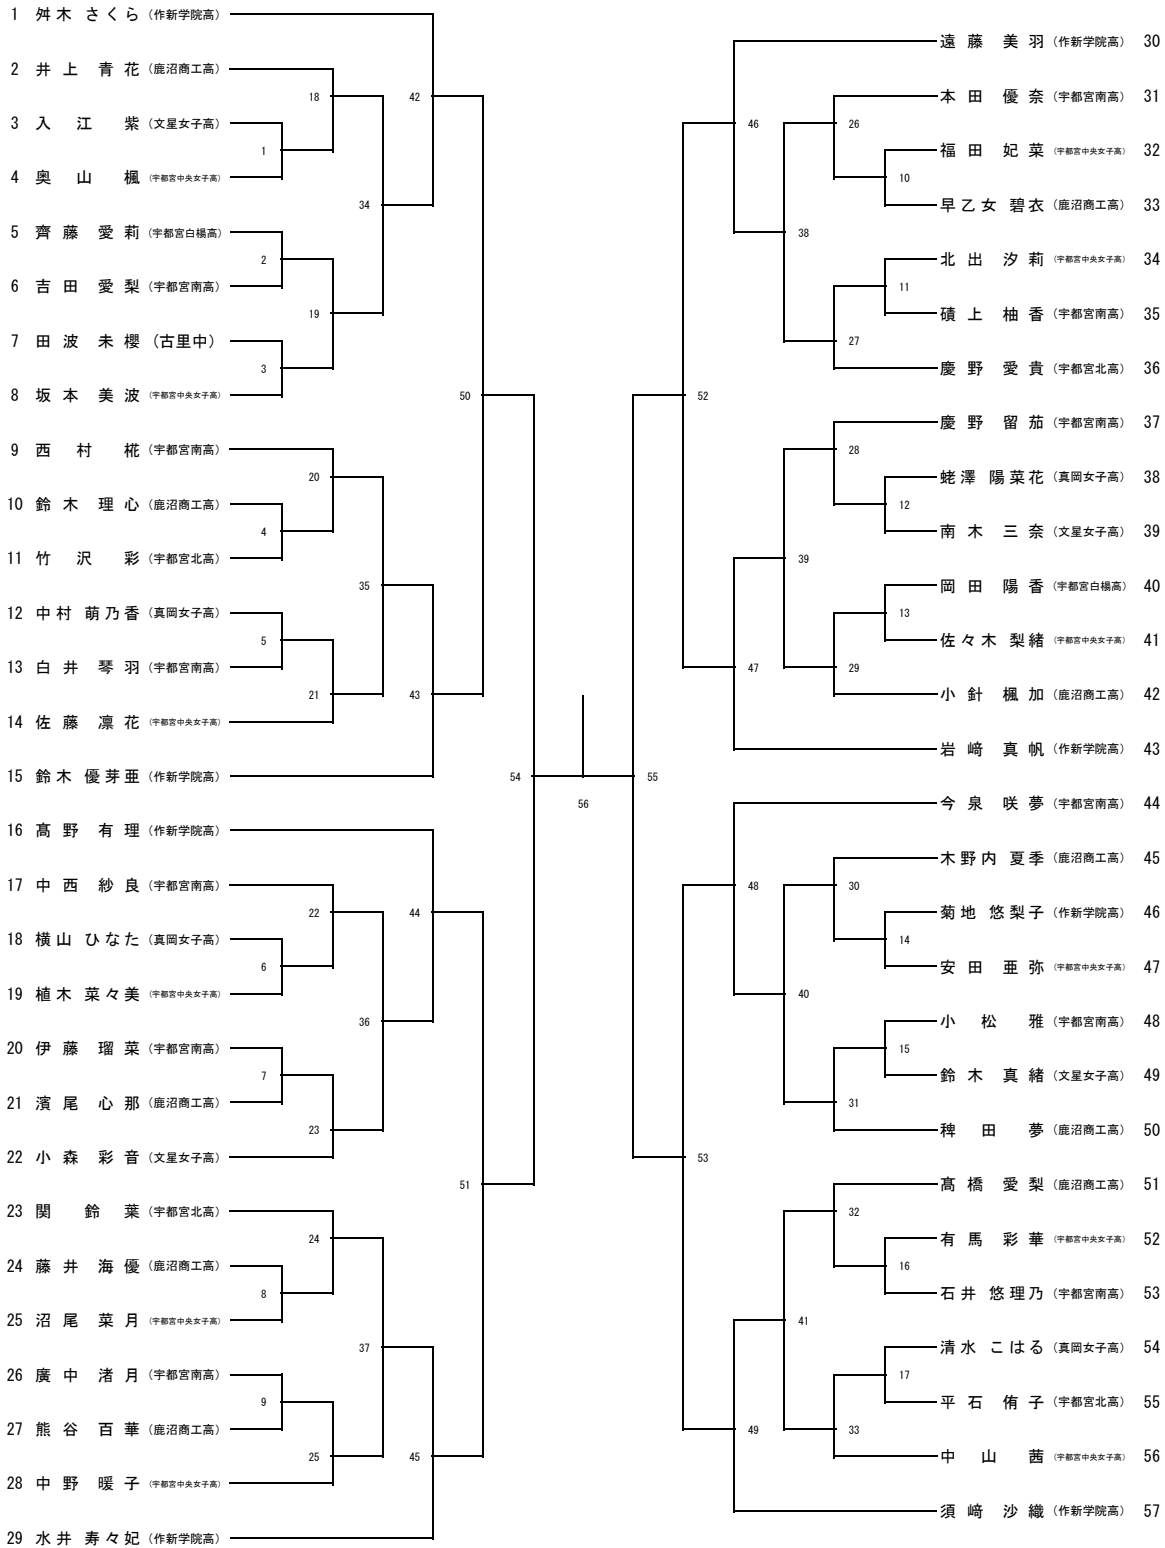 1 舛木 さくら (作新学院高)
2 井上 青花 (鹿沼商工高)
3 入江 紫 (文星女子高)
4 奥山 楓 (宇都宮中央女子高)
5 齊藤 愛莉 (宇都宮白楊高)
6 吉田 愛梨 (宇都宮南高)
7 田波 未櫻 (古里中)
8 坂本 美波 (宇都宮中央女子高)
9 西村 椛 (宇都宮南高)
10 鈴木 理心 (鹿沼商工高)
11 竹沢 彩 (宇都宮北高)
12 中村 萌乃香 (真岡女子高)
13 白井 琴羽 (宇都宮南高)
14 佐藤 凛花 (宇都宮中央女子高)
15 鈴木 優芽亜 (作新学院高)
16 髙野 有理 (作新学院高)
17 中西 紗良 (宇都宮南高)
18 横山 ひなた (真岡女子高)
19 植木 菜々美 (宇都宮中央女子高)
20 伊藤 瑠菜 (宇都宮南高)
21 濱尾 心那 (鹿沼商工高)
22 小森 彩音 (文星女子高)
23 関 鈴葉 (宇都宮北高)
24 藤井 海優 (鹿沼商工高)
25 沼尾 菜月 (宇都宮中央女子高)
26 廣中 渚月 (宇都宮南高)
27 熊谷 百華 (鹿沼商工高)
28 中野 暖子 (宇都宮中央女子高)
29 水井 寿々妃 (作新学院高)
1
2
3
4
5
6
7
8
9
18
19
20
21
22
23
24
25
34
35
36
37
42
43
44
45
50
51
54
56
55
52
53
46
47
48
49
38
39
40
41
26
27
28
29
30
31
32
33
10
11
12
13
14
15
16
17
遠藤 美羽 (作新学院高) 30
本田 優奈 (宇都宮南高) 31
福田 妃菜 (宇都宮中央女子高) 32
早乙女 碧衣 (鹿沼商工高) 33
北出 汐莉 (宇都宮中央女子高) 34
磧上 柚香 (宇都宮南高) 35
慶野 愛貴 (宇都宮北高) 36
慶野 留茄 (宇都宮南高) 37
蛯澤 陽菜花 (真岡女子高) 38
南木 三奈 (文星女子高) 39
岡田 陽香 (宇都宮白楊高) 40
佐々木 梨緒 (宇都宮中央女子高) 41
小針 楓加 (鹿沼商工高) 42
岩﨑 真帆 (作新学院高) 43
今泉 咲夢 (宇都宮南高) 44
木野内 夏季 (鹿沼商工高) 45
菊地 悠梨子 (作新学院高) 46
安田 亜弥 (宇都宮中央女子高) 47
小松 雅 (宇都宮南高) 48
鈴木 真緒 (文星女子高) 49
稗田 夢 (鹿沼商工高) 50
髙橋 愛梨 (鹿沼商工高) 51
有馬 彩華 (宇都宮中央女子高) 52
石井 悠理乃 (宇都宮南高) 53
清水 こはる (真岡女子高) 54
平石 侑子 (宇都宮北高) 55
中山 茜 (宇都宮中央女子高) 56
須﨑 沙織 (作新学院高) 57